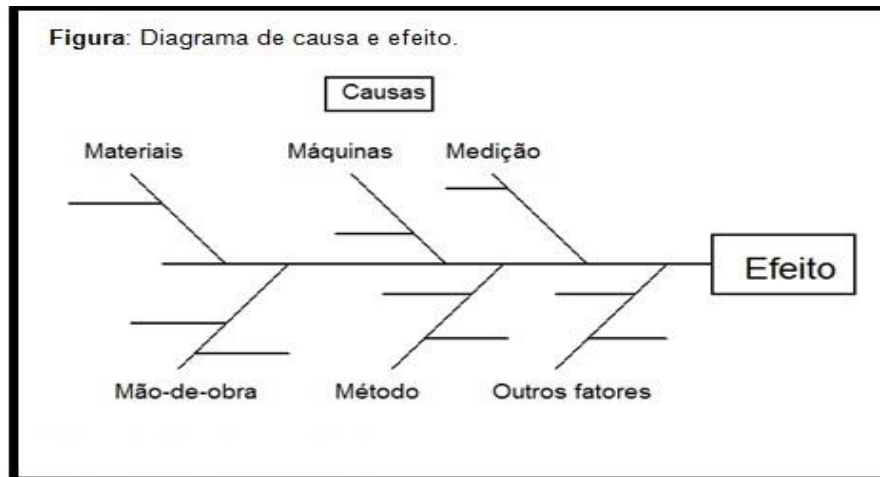 Figura: Diagrama de causa e efeito.
Causas
Materiais Máquinas Medição
Efeito
Mão-de-obra Método Outros fatores